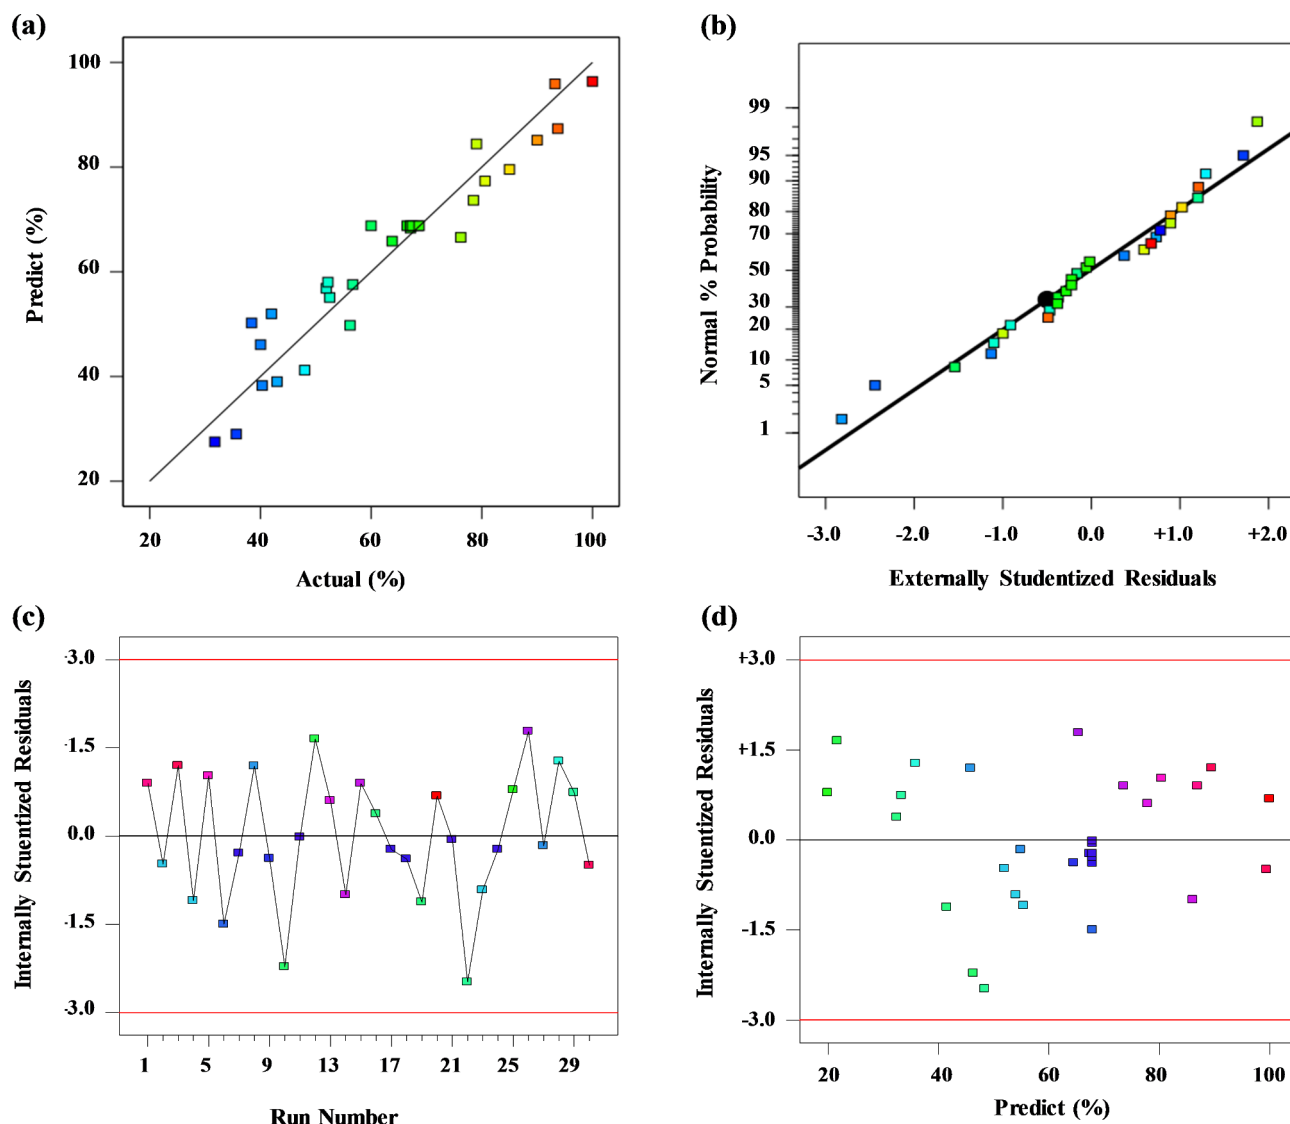 (a)
100
80
60
40
20
Predict (%)
20 40 60 80 100
Actual (%)
(b)
99
95
90
80
70
50
30
20
10
5
1
Normal % Probability
-3.0 -2.0 -1.0 0.0 +1.0 +2.0
Externally Studentized Residuals
(c)
3.0
1.5
0.0
-1.5
-3.0
Internally Stuentized Residuals
1 5 9 13 17 21 25 29
Run Number
(d)
+3.0
+1.5
0.0
-1.5
-3.0
Internally Stuentized Residuals
20 40 60 80 100
Predict (%)